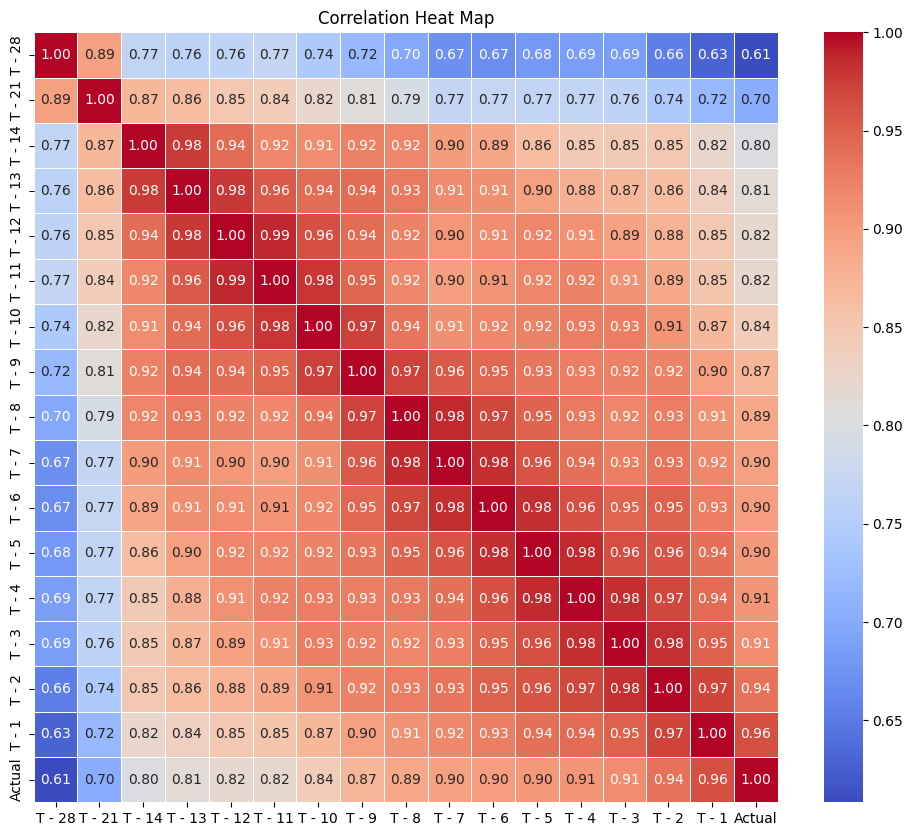 Correlation Heat Map
T - 28 1.00 0.89 0.77 0.76 0.76 0.77 0.74 0.72 0.70 0.67 0.67 0.68 0.69 0.69 0.66 0.63 0.61
T - 21 0.89 1.00 0.87 0.86 0.85 0.84 0.82 0.81 0.79 0.77 0.77 0.77 0.77 0.76 0.74 0.72 0.70
T - 14 0.77 0.87 1.00 0.98 0.94 0.92 0.91 0.92 0.92 0.90 0.89 0.86 0.85 0.85 0.85 0.82 0.80
T - 13 0.76 0.86 0.98 1.00 0.98 0.96 0.94 0.94 0.93 0.91 0.91 0.90 0.88 0.87 0.86 0.84 0.81
T - 12 0.76 0.85 0.94 0.98 1.00 0.99 0.96 0.94 0.92 0.90 0.91 0.92 0.91 0.89 0.88 0.85 0.82
T - 11 0.77 0.84 0.92 0.96 0.99 1.00 0.98 0.95 0.92 0.90 0.91 0.92 0.92 0.91 0.89 0.85 0.82
T - 10 0.74 0.82 0.91 0.94 0.96 0.98 1.00 0.97 0.94 0.91 0.92 0.92 0.93 0.93 0.91 0.87 0.84
T - 9 0.72 0.81 0.92 0.94 0.94 0.95 0.97 1.00 0.97 0.96 0.95 0.93 0.93 0.92 0.92 0.90 0.87
T - 8 0.70 0.79 0.92 0.93 0.92 0.92 0.94 0.97 1.00 0.98 0.97 0.95 0.93 0.92 0.93 0.91 0.89
T - 7 0.67 0.77 0.90 0.91 0.90 0.90 0.91 0.96 0.98 1.00 0.98 0.96 0.94 0.93 0.93 0.92 0.90
T - 6 0.67 0.77 0.89 0.91 0.91 0.91 0.92 0.95 0.97 0.98 1.00 0.98 0.96 0.95 0.95 0.93 0.90
T - 5 0.68 0.77 0.86 0.90 0.92 0.92 0.92 0.93 0.95 0.96 0.98 1.00 0.98 0.96 0.96 0.94 0.90
T - 4 0.69 0.77 0.85 0.88 0.91 0.92 0.93 0.93 0.93 0.94 0.96 0.98 1.00 0.98 0.97 0.94 0.91
T - 3 0.69 0.76 0.85 0.87 0.89 0.91 0.93 0.92 0.92 0.93 0.95 0.96 0.98 1.00 0.98 0.95 0.91
T - 2 0.66 0.74 0.85 0.86 0.88 0.89 0.91 0.92 0.93 0.93 0.95 0.96 0.97 0.98 1.00 0.97 0.94
T - 1 0.63 0.72 0.82 0.84 0.85 0.85 0.87 0.90 0.91 0.92 0.93 0.94 0.94 0.95 0.97 1.00 0.96
Actual 0.61 0.70 0.80 0.81 0.82 0.82 0.84 0.87 0.89 0.90 0.90 0.90 0.91 0.91 0.94 0.96 1.00
T - 28 T - 21 T - 14 T - 13 T - 12 T - 11 T - 10 T - 9 T - 8 T - 7 T - 6 T - 5 T - 4 T - 3 T - 2 T - 1 Actual
1.00
0.95
0.90
0.85
0.80
0.75
0.70
0.65